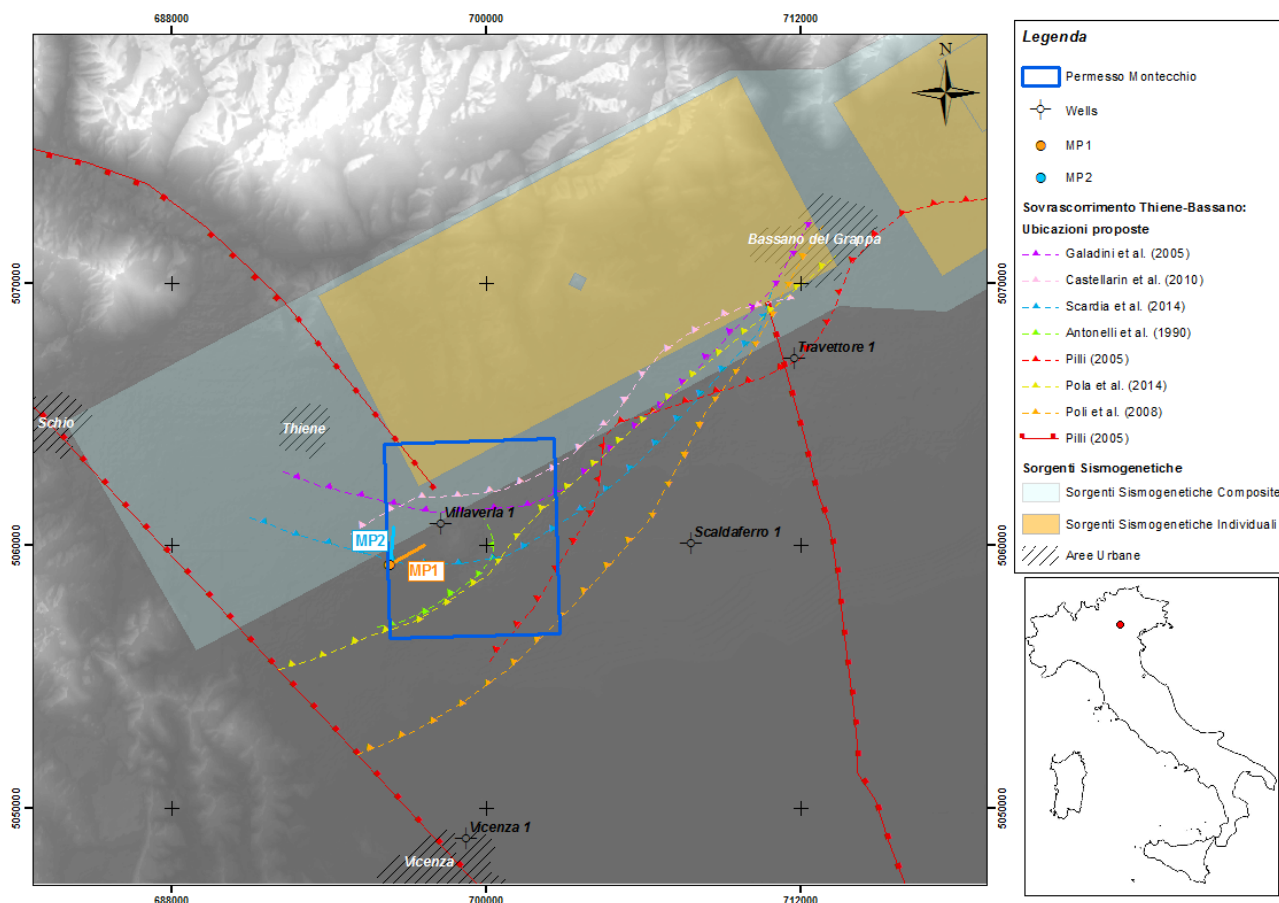 688000
700000
712000
5070000
5060000
5050000
5070000
5060000
5050000
N
Bassano del Grappa
Travettore 1
Schio
Thiene
Villaverla 1
Scaldaferro 1
MP2
MP1
Vicenza 1
Vicenza
688000
700000
712000
Legenda
Permesso Montecchio
Wells
MP1
MP2
Sovrascorrimento Thiene-Bassano:
Ubicazioni proposte
Galadini et al. (2005)
Castellarin et al. (2010)
Scardia et al. (2014)
Antonelli et al. (1990)
Pilli (2005)
Pola et al. (2014)
Poli et al. (2008)
Pilli (2005)
Sorgenti Sismogenetiche
Sorgenti Sismogenetiche Composite
Sorgenti Sismogenetiche Individuali
Aree Urbane